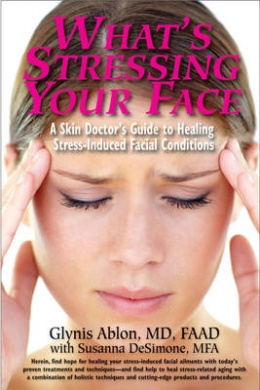 WHAT'S
STRESSING
YOUR FACE
A Skin Doctor's Guide to Healing
Stress-Induced Facial Conditions
Glynis Ablon, MD, FAAD
with Susanna DeSimone, MFA
Herein, find hope for healing your stress-induced facial ailments with today's
proven treatments and techniques—and find help to heal stress-related aging with
a combination of holistic techniques and cutting-edge products and procedures.